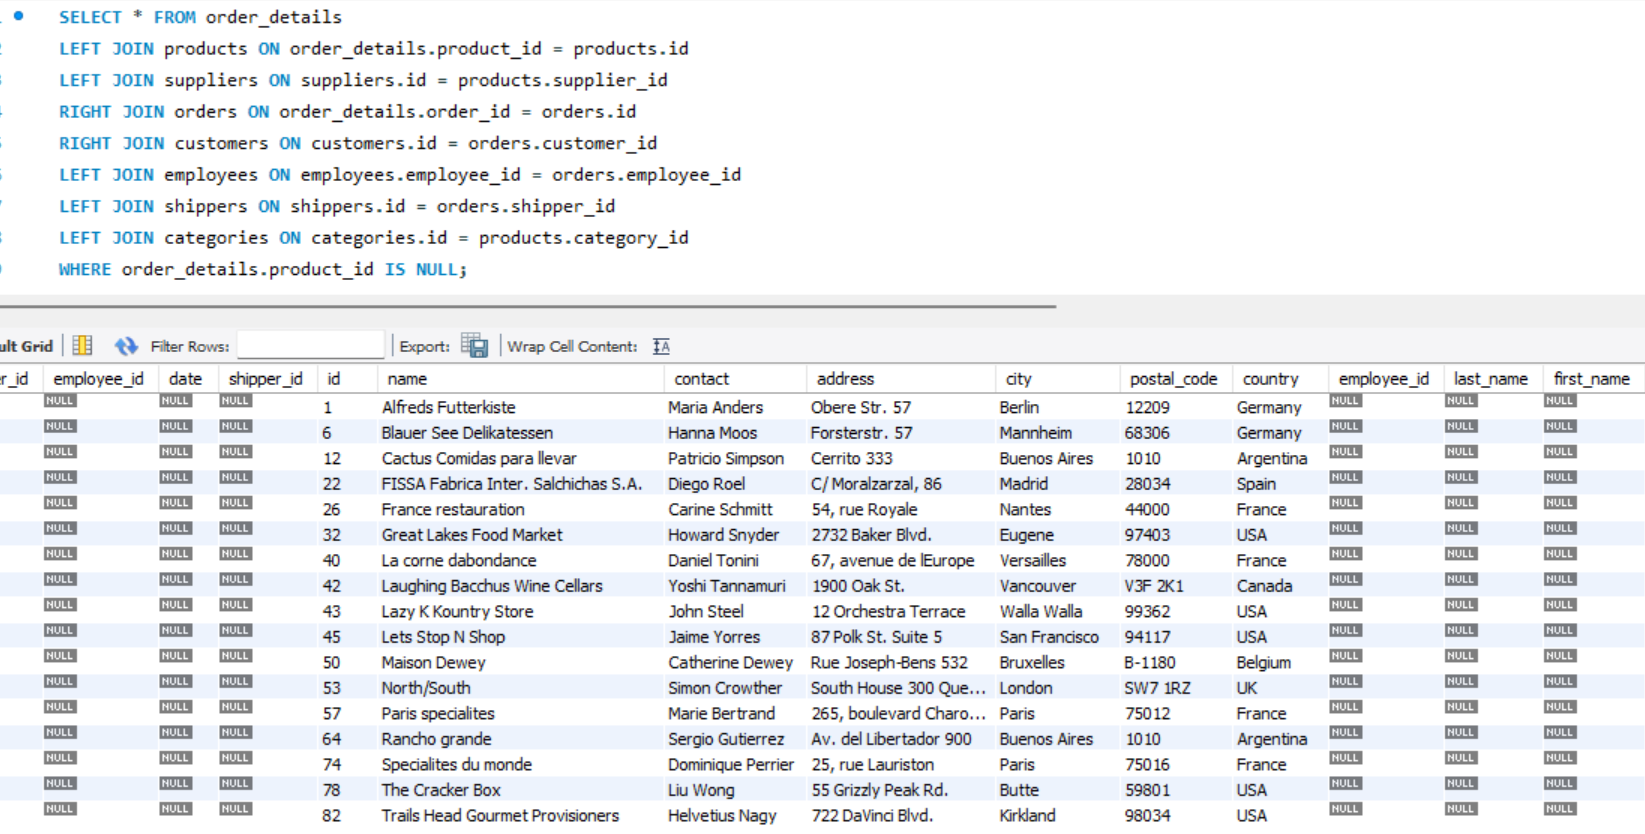 SELECT * FROM order_details
LEFT JOIN products ON order_details.product_id = products.id
LEFT JOIN suppliers ON suppliers.id = products.supplier_id
RIGHT JOIN orders ON order_details.order_id = orders.id
RIGHT JOIN customers ON customers.id = orders.customer_id
LEFT JOIN employees ON employees.employee_id = orders.employee_id
LEFT JOIN shippers ON shippers.id = orders.shipper_id
LEFT JOIN categories ON categories.id = products.category_id
WHERE order_details.product_id IS NULL;
ult Grid Filter Rows: Export: Wrap Cell Content:
r_id employee_id date shipper_id id name contact address city postal_code country employee_id last_name first_name
NULL NULL NULL 1 Alfreds Futterkiste Maria Anders Obere Str. 57 Berlin 12209 Germany NULL NULL NULL
NULL NULL NULL 6 Blauer See Delikatessen Hanna Moos Forsterstr. 57 Mannheim 68306 Germany NULL NULL NULL
NULL NULL NULL 12 Cactus Comidas para llevar Patricio Simpson Cerrito 333 Buenos Aires 1010 Argentina NULL NULL NULL
NULL NULL NULL 22 FISSA Fabrica Inter. Salchichas S.A. Diego Roel C/ Moralzarzal, 86 Madrid 28034 Spain NULL NULL NULL
NULL NULL NULL 26 France restauration Carine Schmitt 54, rue Royale Nantes 44000 France NULL NULL NULL
NULL NULL NULL 32 Great Lakes Food Market Howard Snyder 2732 Baker Blvd. Eugene 97403 USA NULL NULL NULL
NULL NULL NULL 40 La corne dabondance Daniel Tonini 67, avenue de lEurope Versailles 78000 France NULL NULL NULL
NULL NULL NULL 42 Laughing Bacchus Wine Cellars Yoshi Tannamuri 1900 Oak St. Vancouver V3F 2K1 Canada NULL NULL NULL
NULL NULL NULL 43 Lazy K Kountry Store John Steel 12 Orchestra Terrace Walla Walla 99362 USA NULL NULL NULL
NULL NULL NULL 45 Lets Stop N Shop Jaime Yorres 87 Polk St. Suite 5 San Francisco 94117 USA NULL NULL NULL
NULL NULL NULL 50 Maison Dewey Catherine Dewey Rue Joseph-Bens 532 Bruxelles B-1180 Belgium NULL NULL NULL
NULL NULL NULL 53 North/South Simon Crowther South House 300 Que... London SW7 1RZ UK NULL NULL NULL
NULL NULL NULL 57 Paris specialites Marie Bertrand 265, boulevard Charo... Paris 75012 France NULL NULL NULL
NULL NULL NULL 64 Rancho grande Sergio Gutierrez Av. del Libertador 900 Buenos Aires 1010 Argentina NULL NULL NULL
NULL NULL NULL 74 Specialites du monde Dominique Perrier 25, rue Lauriston Paris 75016 France NULL NULL NULL
NULL NULL NULL 78 The Cracker Box Liu Wong 55 Grizzly Peak Rd. Butte 59801 USA NULL NULL NULL
NULL NULL NULL 82 Trails Head Gourmet Provisioners Helvetius Nagy 722 DaVinci Blvd. Kirkland 98034 USA NULL NULL NULL